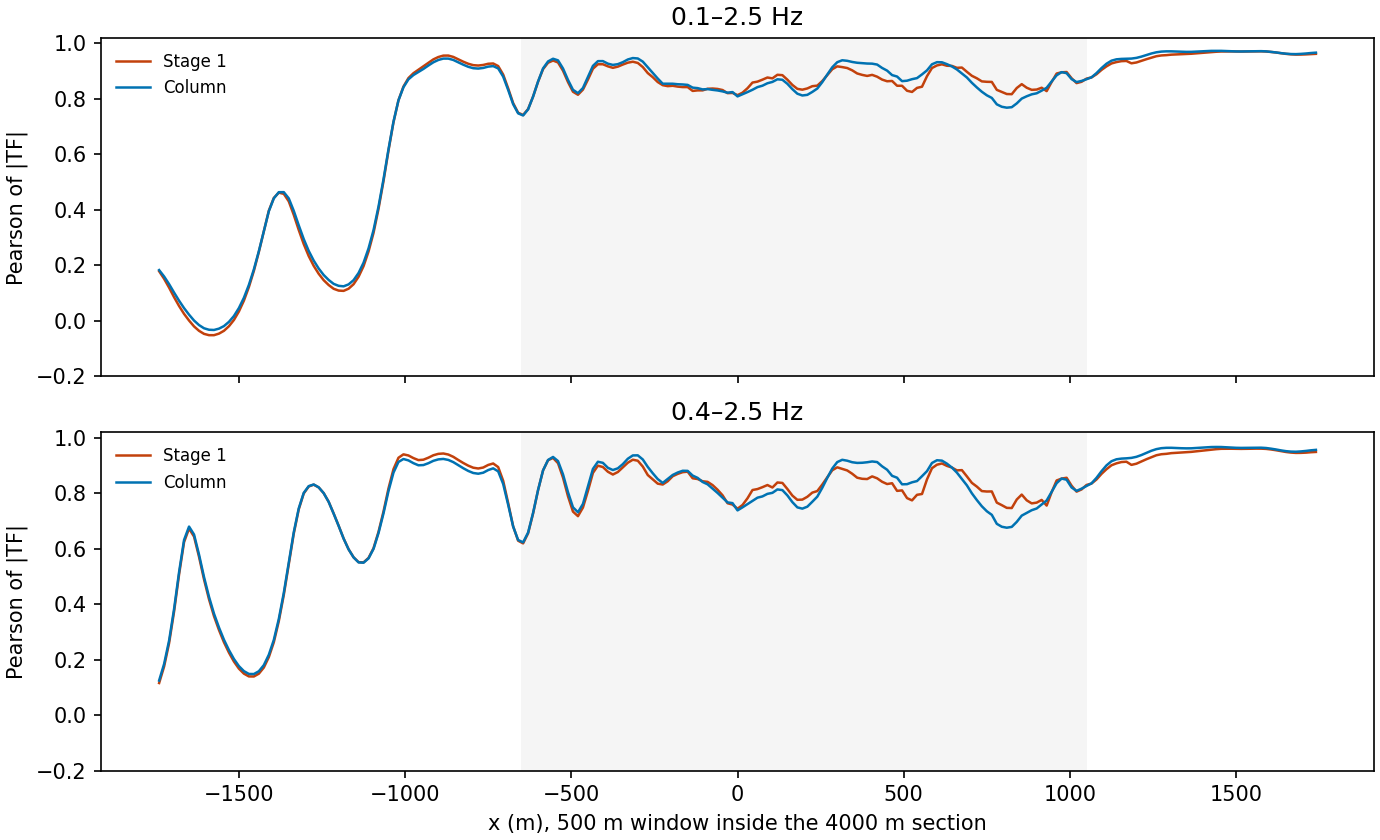 0.1–2.5 Hz
Pearson of |TF|
1.0
0.8
0.6
0.4
0.2
0.0
−0.2
Stage 1
Column
0.4–2.5 Hz
Pearson of |TF|
1.0
0.8
0.6
0.4
0.2
0.0
−0.2
Stage 1
Column
−1500 −1000 −500 0 500 1000 1500
x (m), 500 m window inside the 4000 m section